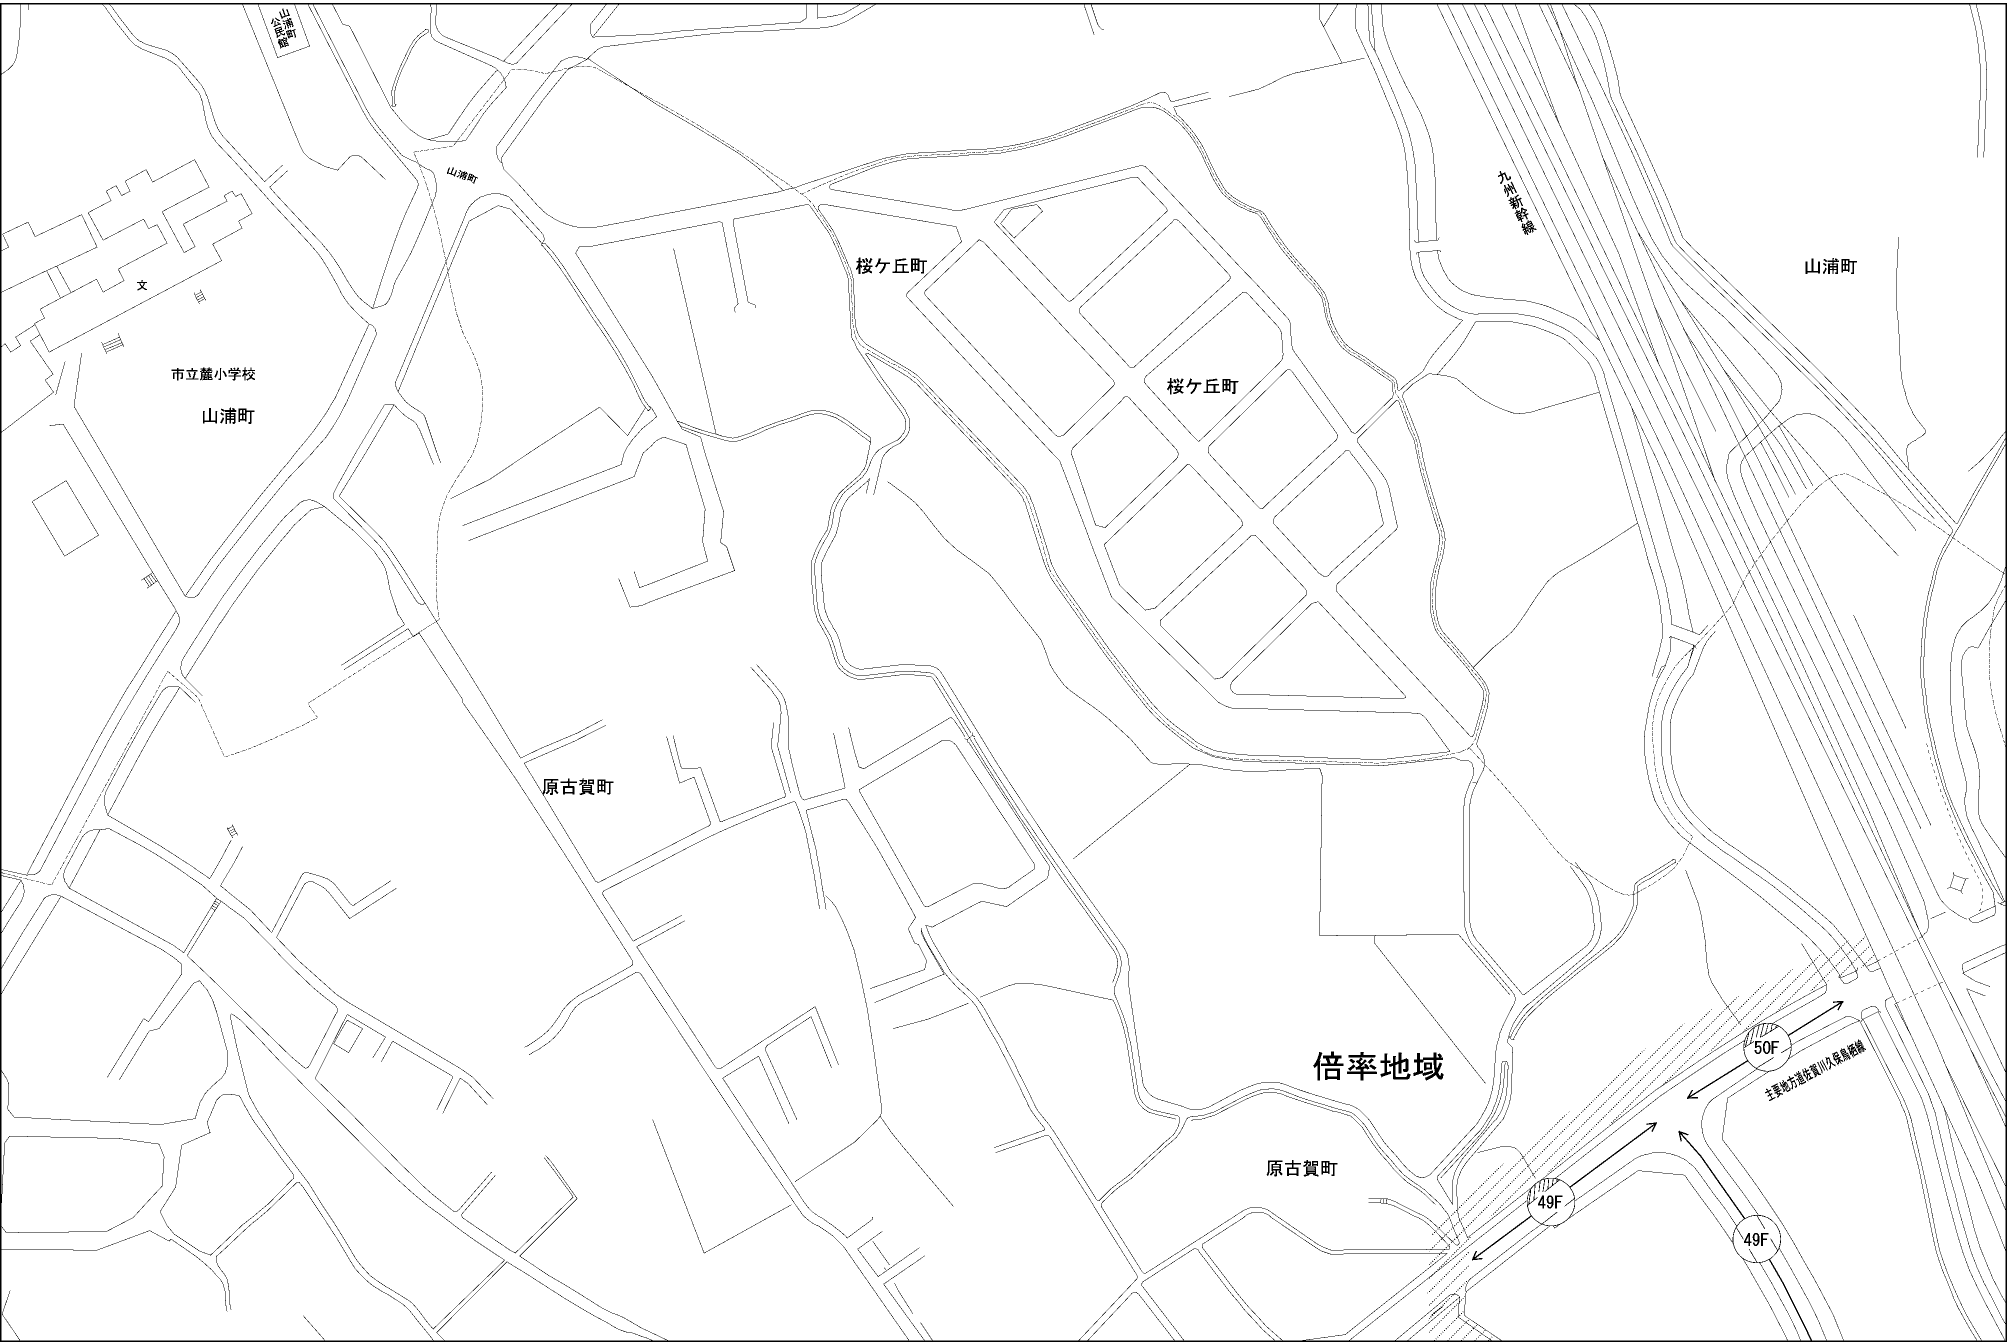 山浦町
公民館
山浦町
九州新幹線
桜ケ丘町
山浦町
文
市立麓小学校
山浦町
桜ケ丘町
原古賀町
倍率地域
50F
主要地方道佐賀川久保鳥栖線
原古賀町
49F
49F